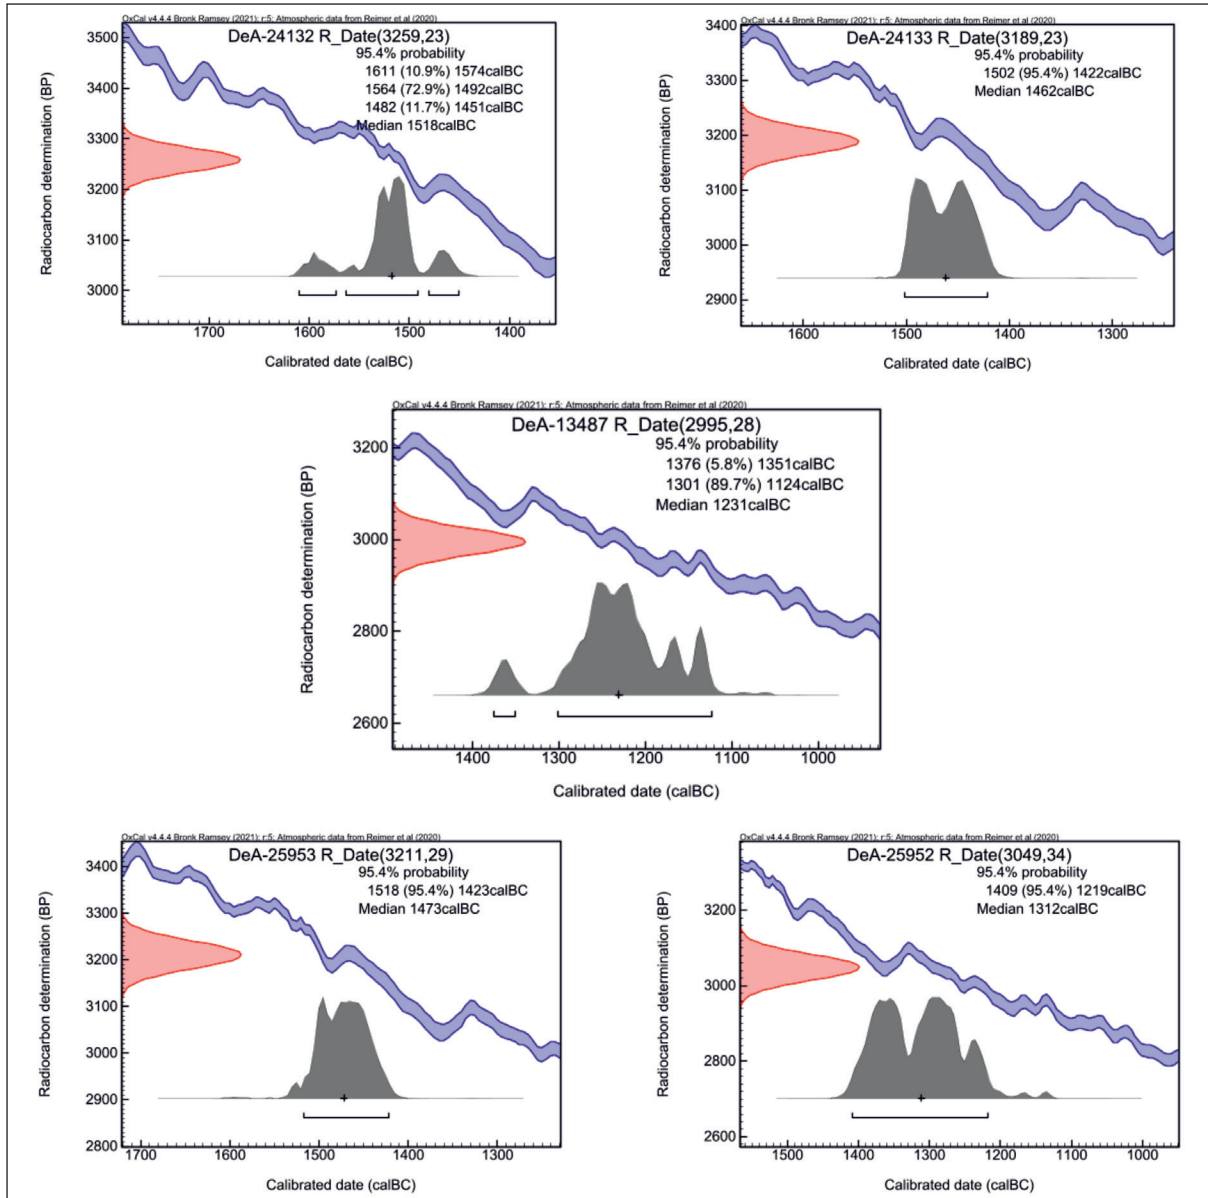 OxCal v4.4.4 Bronk Ramsey (2021); r:5; Atmospheric data from Reimer et al (2020)
DeA-24132 R_Date(3259,23)
95.4% probability
1611 (10.9%) 1574calBC
1564 (72.9%) 1492calBC
1482 (11.7%) 1451calBC
Median 1518calBC
Radiocarbon determination (BP)
3500
3400
3300
3200
3100
3000
1700 1600 1500 1400
Calibrated date (calBC)
OxCal v4.4.4 Bronk Ramsey (2021); r:5; Atmospheric data from Reimer et al (2020)
DeA-24133 R_Date(3189,23)
95.4% probability
1502 (95.4%) 1422calBC
Median 1462calBC
Radiocarbon determination (BP)
3400
3300
3200
3100
3000
2900
1600 1500 1400 1300
Calibrated date (calBC)
OxCal v4.4.4 Bronk Ramsey (2021); r:5; Atmospheric data from Reimer et al (2020)
DeA-13487 R_Date(2995,28)
95.4% probability
1376 (5.8%) 1351calBC
1301 (89.7%) 1124calBC
Median 1231calBC
Radiocarbon determination (BP)
3200
3000
2800
2600
1400 1300 1200 1100 1000
Calibrated date (calBC)
OxCal v4.4.4 Bronk Ramsey (2021); r:5; Atmospheric data from Reimer et al (2020)
DeA-25953 R_Date(3211,29)
95.4% probability
1518 (95.4%) 1423calBC
Median 1473calBC
Radiocarbon determination (BP)
3400
3300
3200
3100
3000
2900
2800
1700 1600 1500 1400 1300
Calibrated date (calBC)
OxCal v4.4.4 Bronk Ramsey (2021); r:5; Atmospheric data from Reimer et al (2020)
DeA-25952 R_Date(3049,34)
95.4% probability
1409 (95.4%) 1219calBC
Median 1312calBC
Radiocarbon determination (BP)
3200
3000
2800
2600
1500 1400 1300 1200 1100 1000
Calibrated date (calBC)